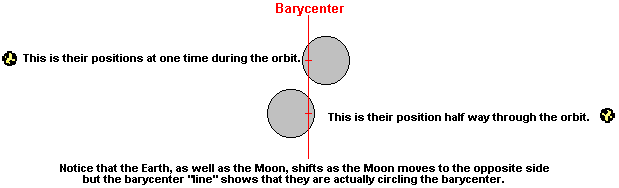 Barycenter
This is their positions at one time during the orbit.
This is their position half way through the orbit.
Notice that the Earth, as well as the Moon, shifts as the Moon moves to the opposite side
but the barycenter "line" shows that they are actually circling the barycenter.